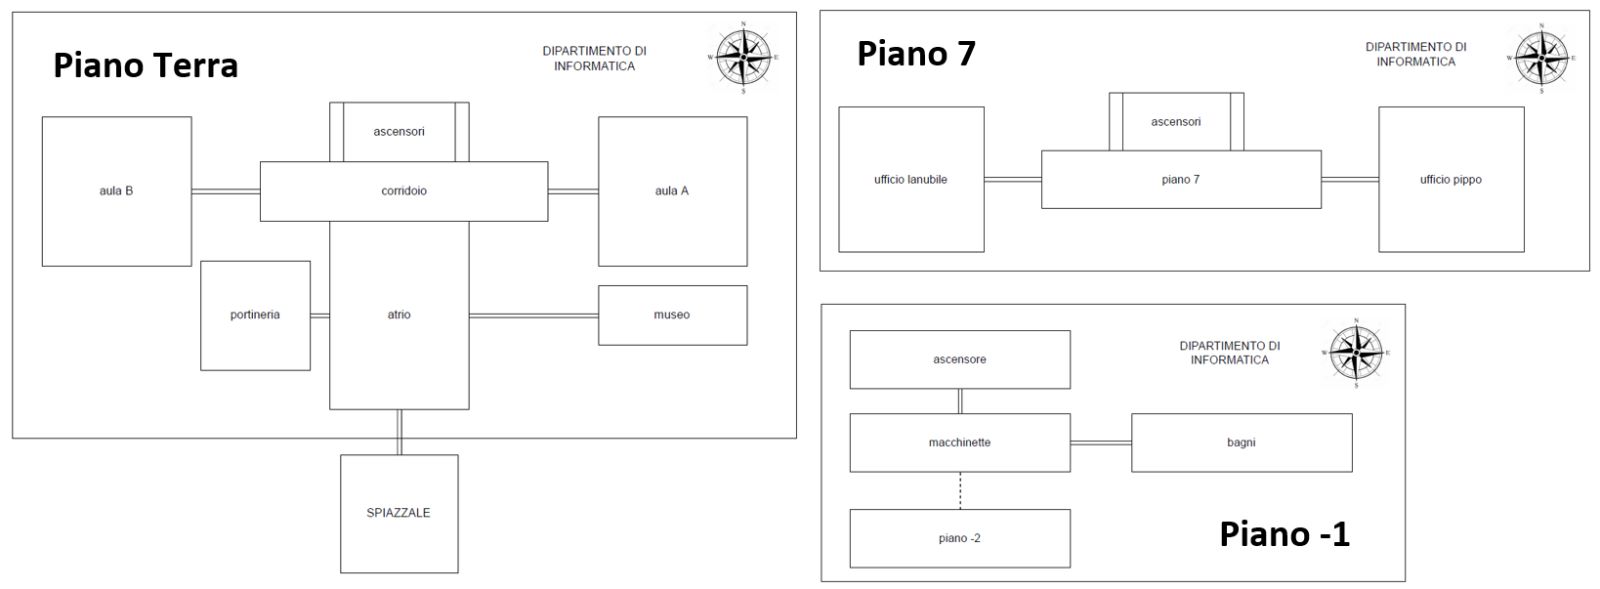 Piano Terra
DIPARTIMENTO DI
INFORMATICA
N
W
E
S
ascensori
aula B
corridoio
aula A
portineria
atrio
museo
SPIAZZALE
Piano 7
DIPARTIMENTO DI
INFORMATICA
N
W
E
S
ascensori
ufficio lanubile
piano 7
ufficio pippo
ascensore
DIPARTIMENTO DI
INFORMATICA
N
W
E
S
macchinette
bagni
piano -2
Piano -1